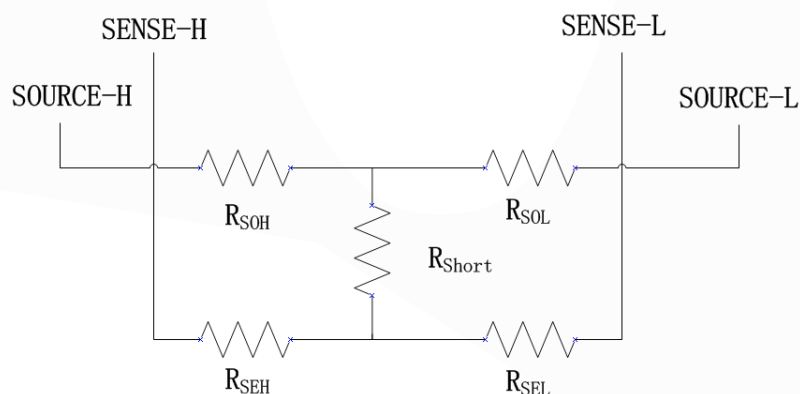 SENSE-H
SENSE-L
SOURCE-H
SOURCE-L
RSOH
RSOL
RShort
RSEH
RSEL